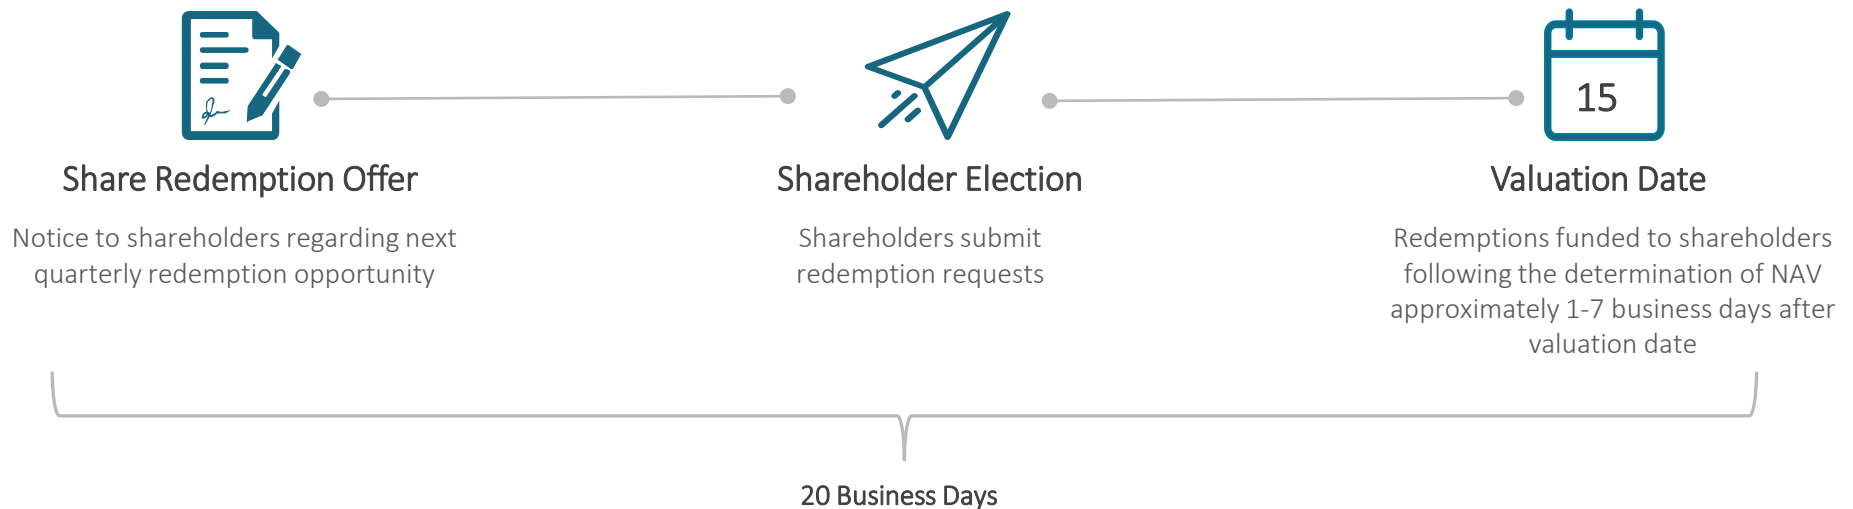 15
Share Redemption Offer
Notice to shareholders regarding next
quarterly redemption opportunity
Shareholder Election
Shareholders submit
redemption requests
Valuation Date
Redemptions funded to shareholders
following the determination of NAV
approximately 1-7 business days after
valuation date
20 Business Days